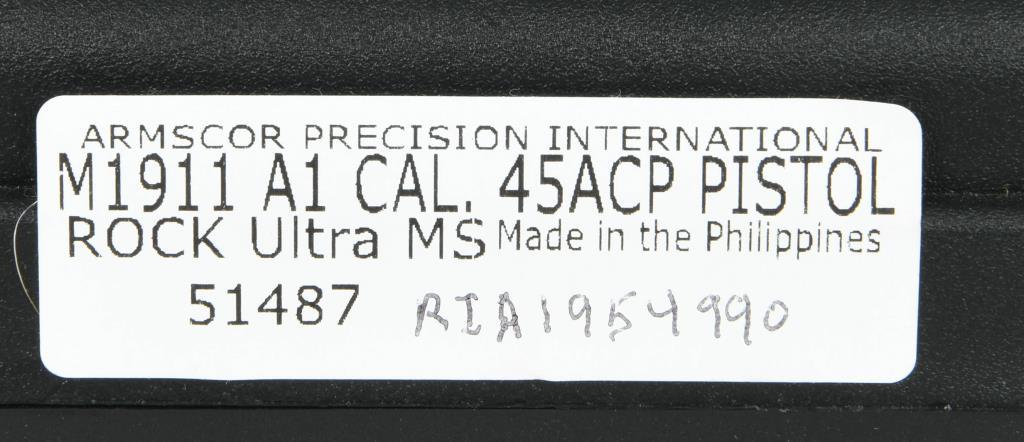 ARMSCOR PRECISION INTERNATIONAL
M1911 A1 CAL. 45ACP PISTOL
ROCK Ultra MS Made in the Philippines
51487 RIA1954990